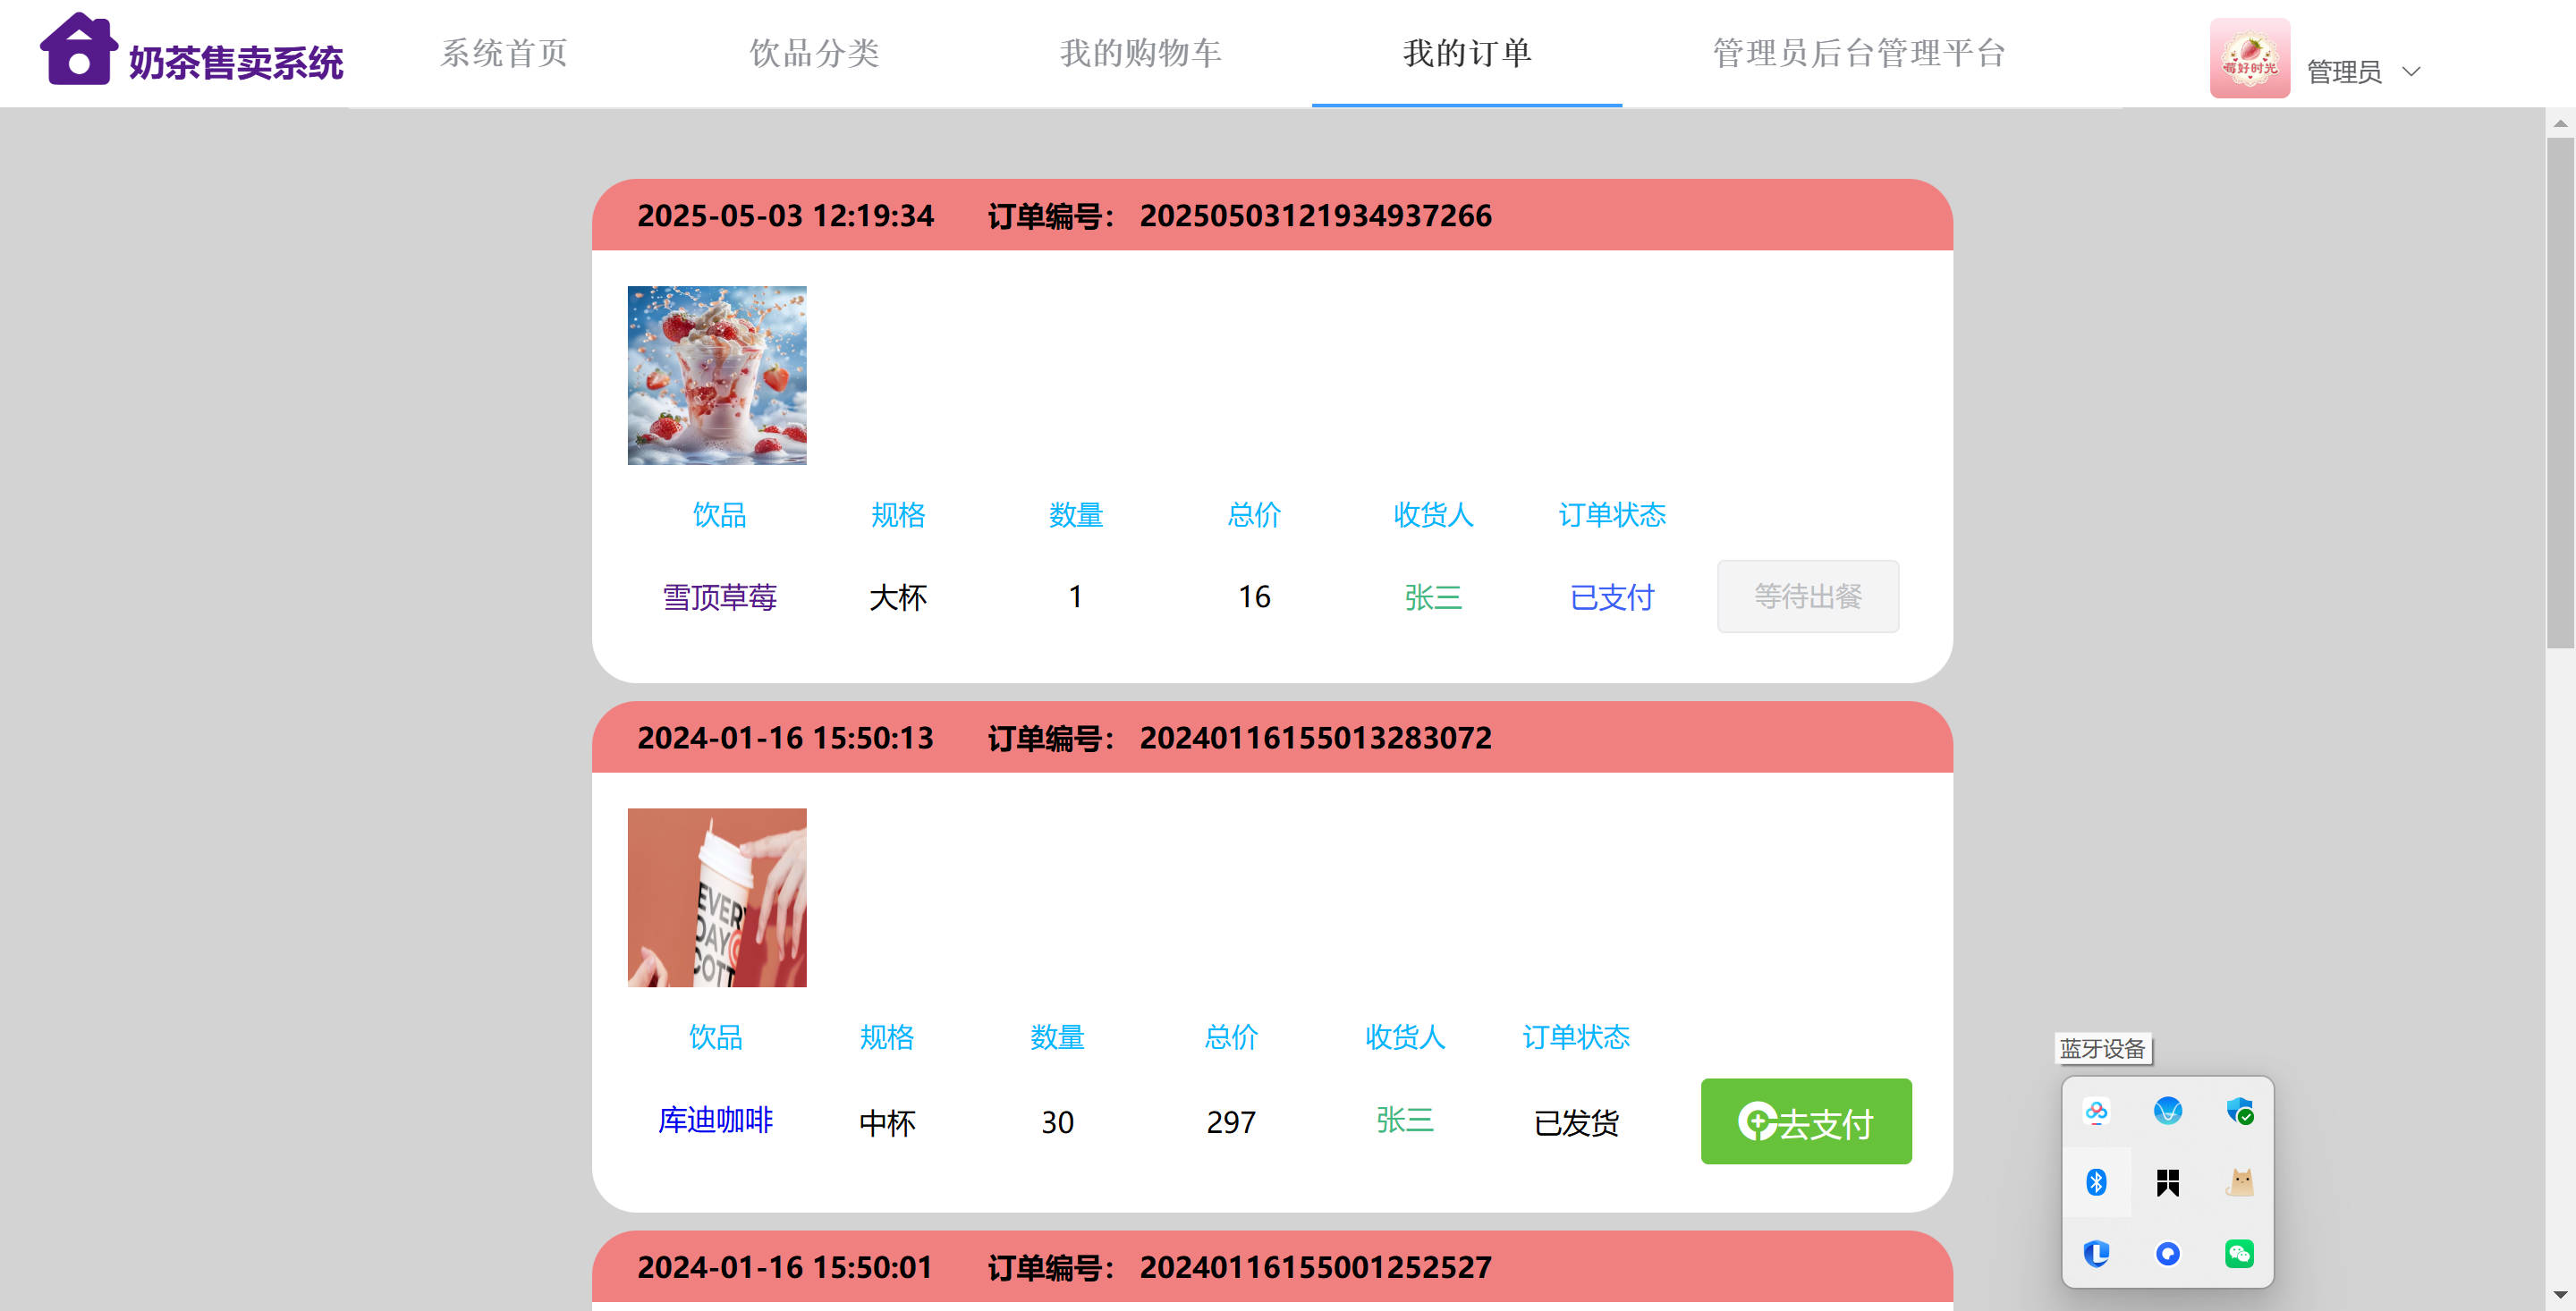 奶茶售卖系统 系统首页 饮品分类 我的购物车 我的订单 管理员后台管理平台 莓好时光 管理员
2025-05-03 12:19:34 订单编号： 20250503121934937266
饮品 规格 数量 总价 收货人 订单状态
雪顶草莓 大杯 1 16 张三 已支付 等待出餐
2024-01-16 15:50:13 订单编号： 20240116155013283072
EVER
DAY
COTT
饮品 规格 数量 总价 收货人 订单状态
库迪咖啡 中杯 30 297 张三 已发货 去支付
蓝牙设备
2024-01-16 15:50:01 订单编号： 20240116155001252527